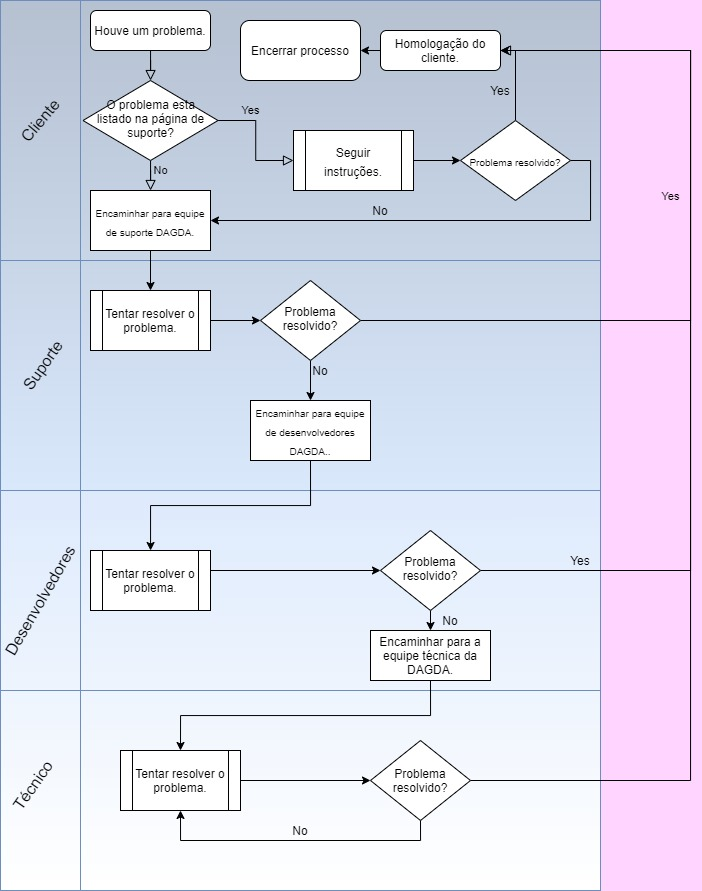 Cliente
Houve um problema.
Encerrar processo
Homologação do
cliente.
O problema esta
listado na página de
suporte?
Yes
Seguir
instruções.
Problema resolvido?
Yes
No
No
Encaminhar para equipe
de suporte DAGDA.
Yes
Suporte
Tentar resolver o
problema.
Problema
resolvido?
No
Encaminhar para equipe
de desenvolvedores
DAGDA..
Desenvolvedores
Tentar resolver o
problema.
Problema
resolvido?
Yes
No
Encaminhar para a
equipe técnica da
DAGDA.
Técnico
Tentar resolver o
problema.
Problema
resolvido?
No